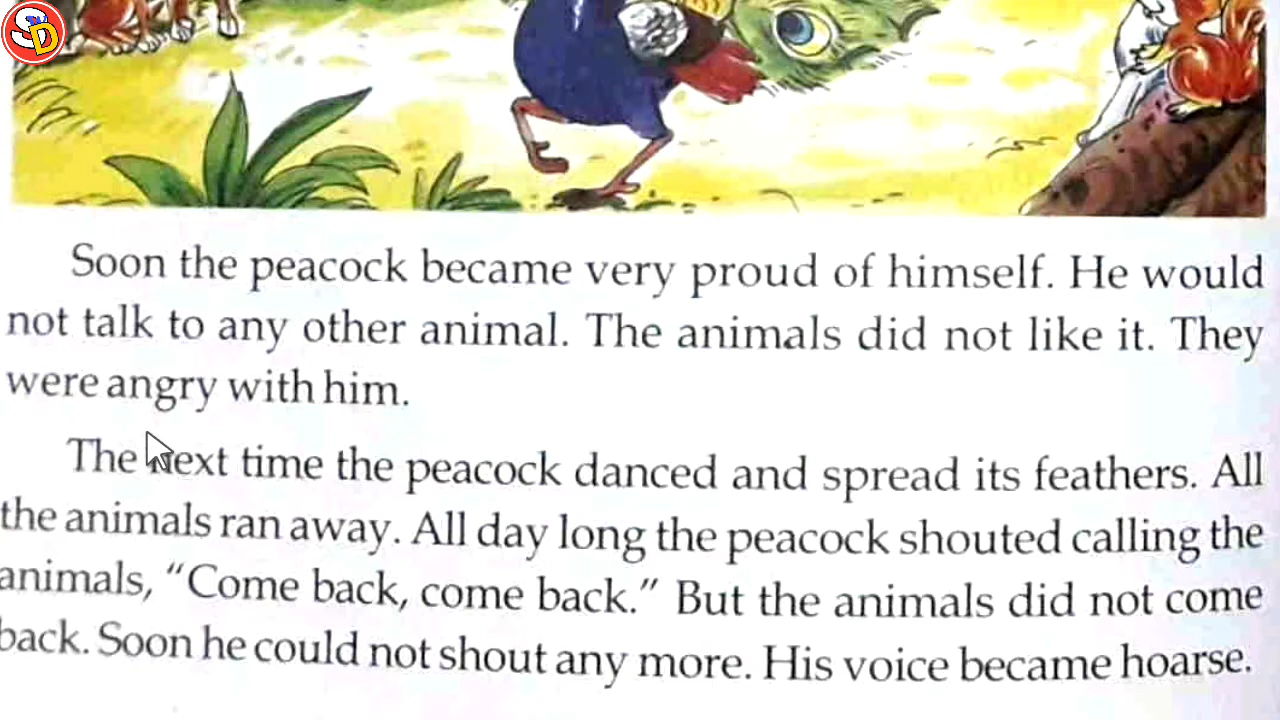 SD
Soon the peacock became very proud of himself. He would
not talk to any other animal. The animals did not like it. They
were angry with him.
The next time the peacock danced and spread its feathers. All
the animals ran away. All day long the peacock shouted calling the
animals, “Come back, come back.” But the animals did not come
back. Soon he could not shout any more. His voice became hoarse.